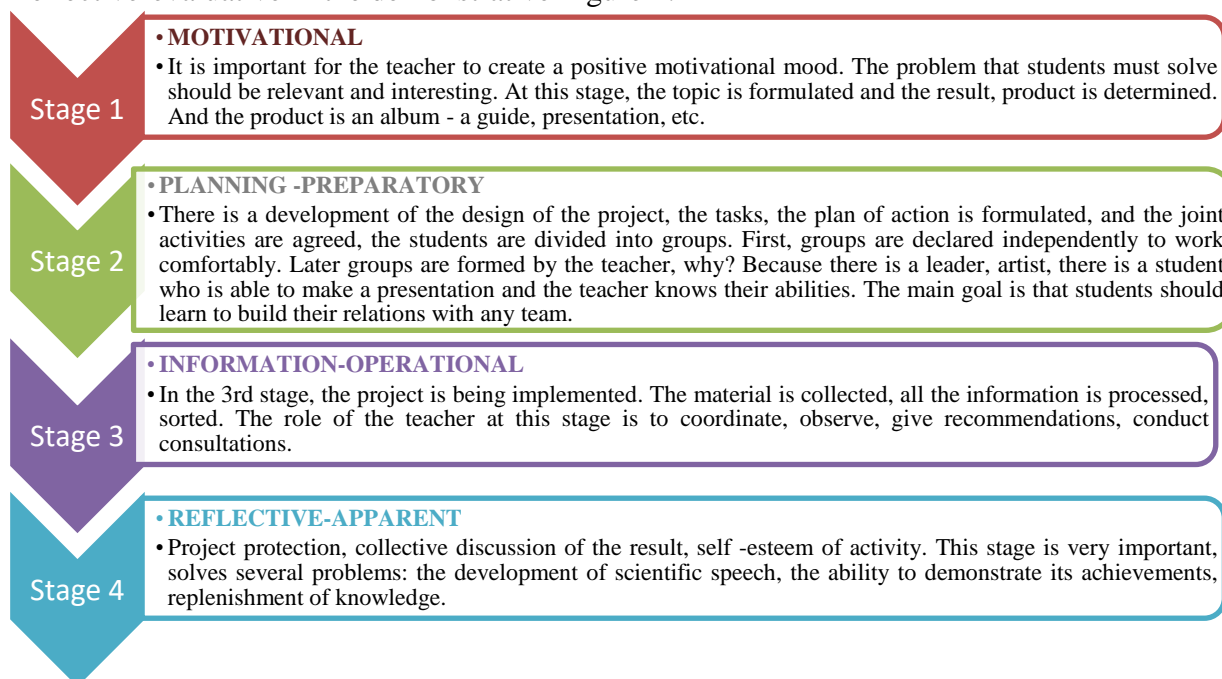 Stage 1
• MOTIVATIONAL
• It is important for the teacher to create a positive motivational mood. The problem that students must solve
should be relevant and interesting. At this stage, the topic is formulated and the result, product is determined.
And the product is an album - a guide, presentation, etc.
Stage 2
• PLANNING -PREPARATORY
• There is a development of the design of the project, the tasks, the plan of action is formulated, and the joint
activities are agreed, the students are divided into groups. First, groups are declared independently to work
comfortably. Later groups are formed by the teacher, why? Because there is a leader, artist, there is a student
who is able to make a presentation and the teacher knows their abilities. The main goal is that students should
learn to build their relations with any team.
Stage 3
• INFORMATION-OPERATIONAL
• In the 3rd stage, the project is being implemented. The material is collected, all the information is processed,
sorted. The role of the teacher at this stage is to coordinate, observe, give recommendations, conduct
consultations.
Stage 4
• REFLECTIVE-APPARENT
• Project protection, collective discussion of the result, self -esteem of activity. This stage is very important,
solves several problems: the development of scientific speech, the ability to demonstrate its achievements,
replenishment of knowledge.